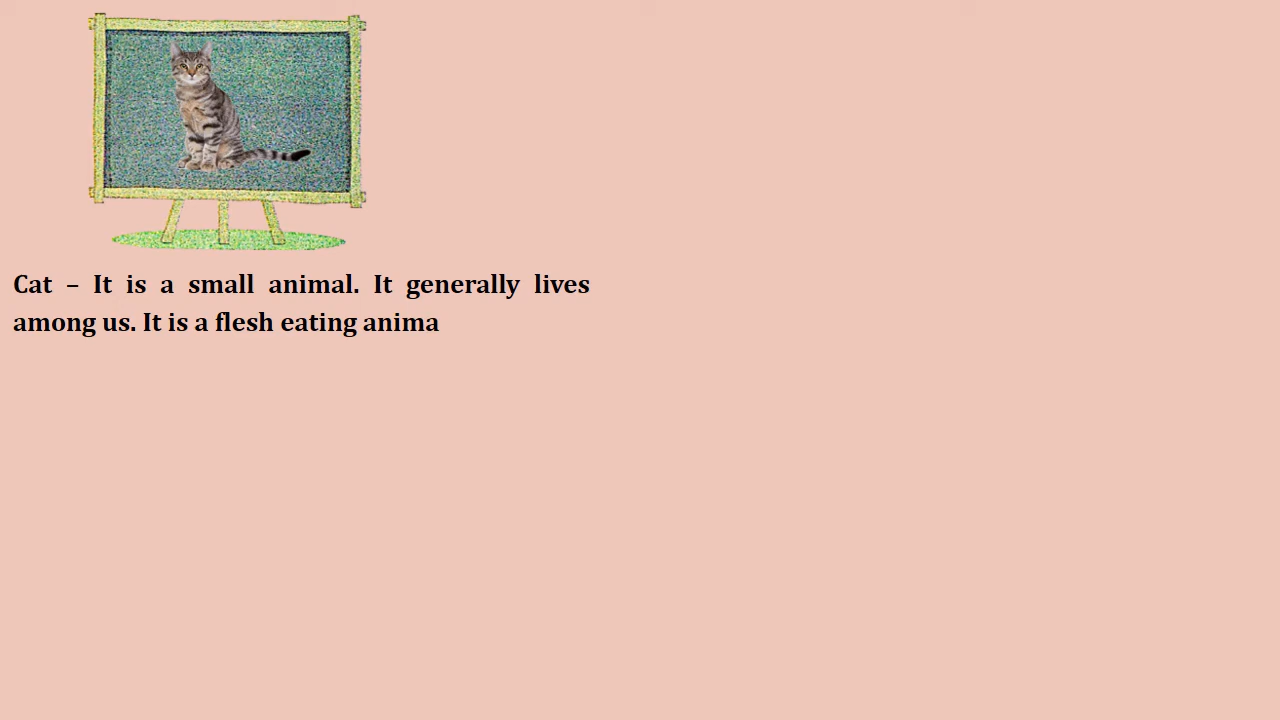 Cat – It is a small animal. It generally lives
among us. It is a flesh eating anima